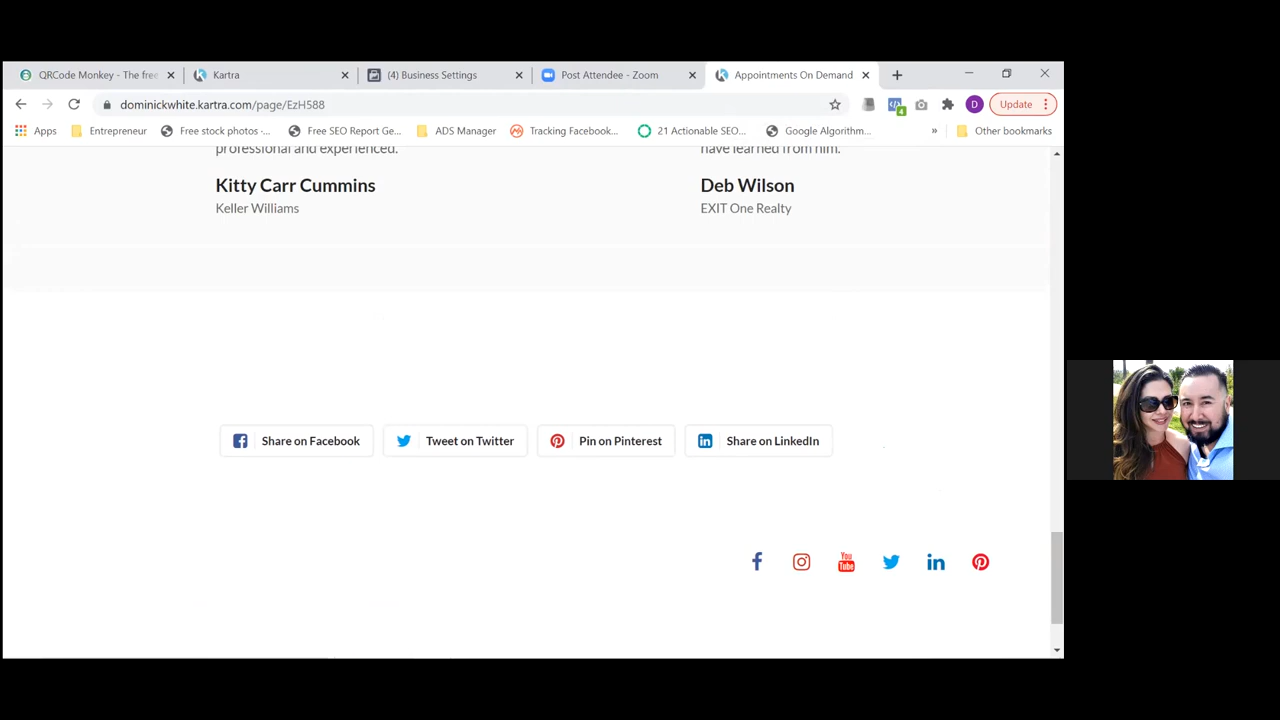 QRCode Monkey - The free
Kartra
(4) Business Settings
Post Attendee - Zoom
Appointments On Demand
dominickwhite.kartra.com/page/EzH588
4
D
Update
Apps
Entrepreneur
Free stock photos -...
Free SEO Report Ge...
ADS Manager
Tracking Facebook...
21 Actionable SEO...
Google Algorithm...
»
Other bookmarks
professional and experienced.
have learned from him.
Kitty Carr Cummins
Deb Wilson
Keller Williams
EXIT One Realty
Share on Facebook
Tweet on Twitter
Pin on Pinterest
Share on LinkedIn
You
Tube